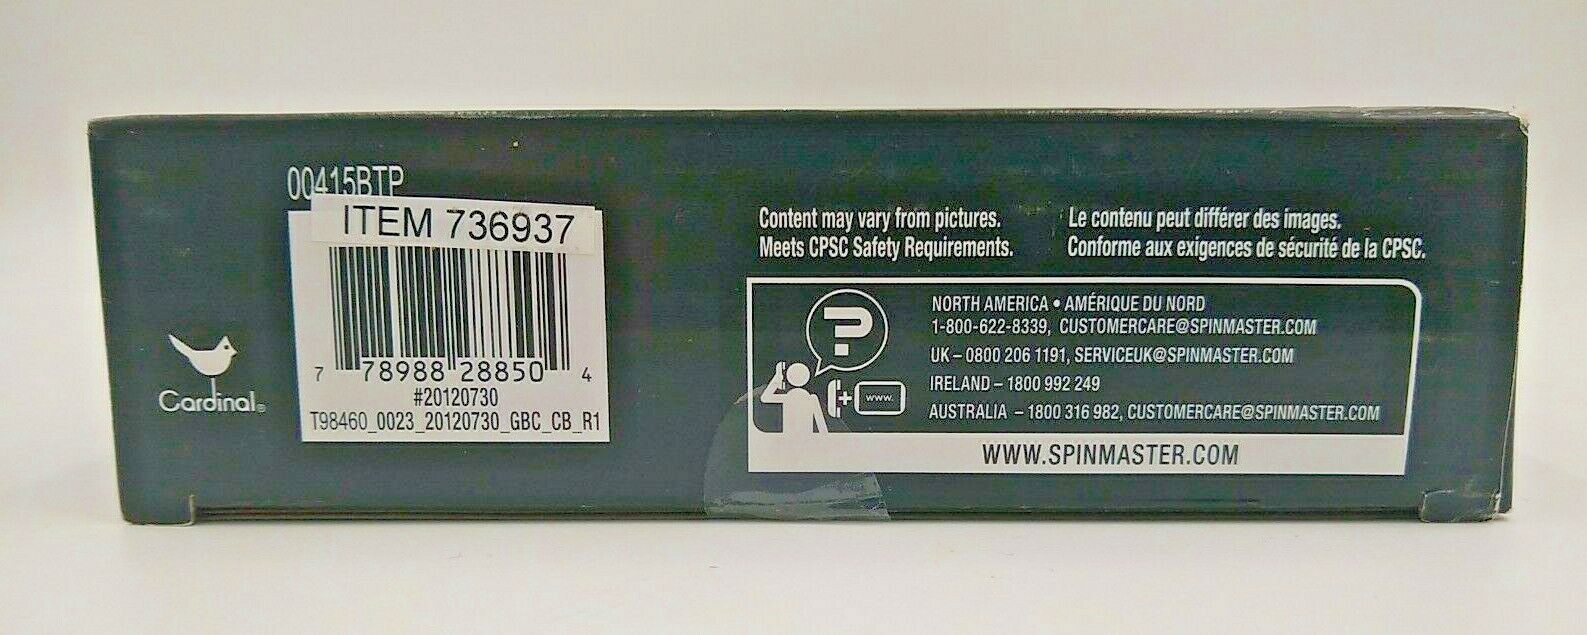 00415BTP
ITEM 736937
7 78988 28850 4
#20120730
T98460_0023_20120730_GBC_CB_R1
Cardinal®
Content may vary from pictures.
Meets CPSC Safety Requirements.
Le contenu peut différer des images.
Conforme aux exigences de sécurité de la CPSC.
?
+ www.
NORTH AMERICA • AMÉRIQUE DU NORD
1-800-622-8339, CUSTOMERCARE@SPINMASTER.COM
UK – 0800 206 1191, SERVICEUK@SPINMASTER.COM
IRELAND – 1800 992 249
AUSTRALIA – 1800 316 982, CUSTOMERCARE@SPINMASTER.COM
WWW.SPINMASTER.COM